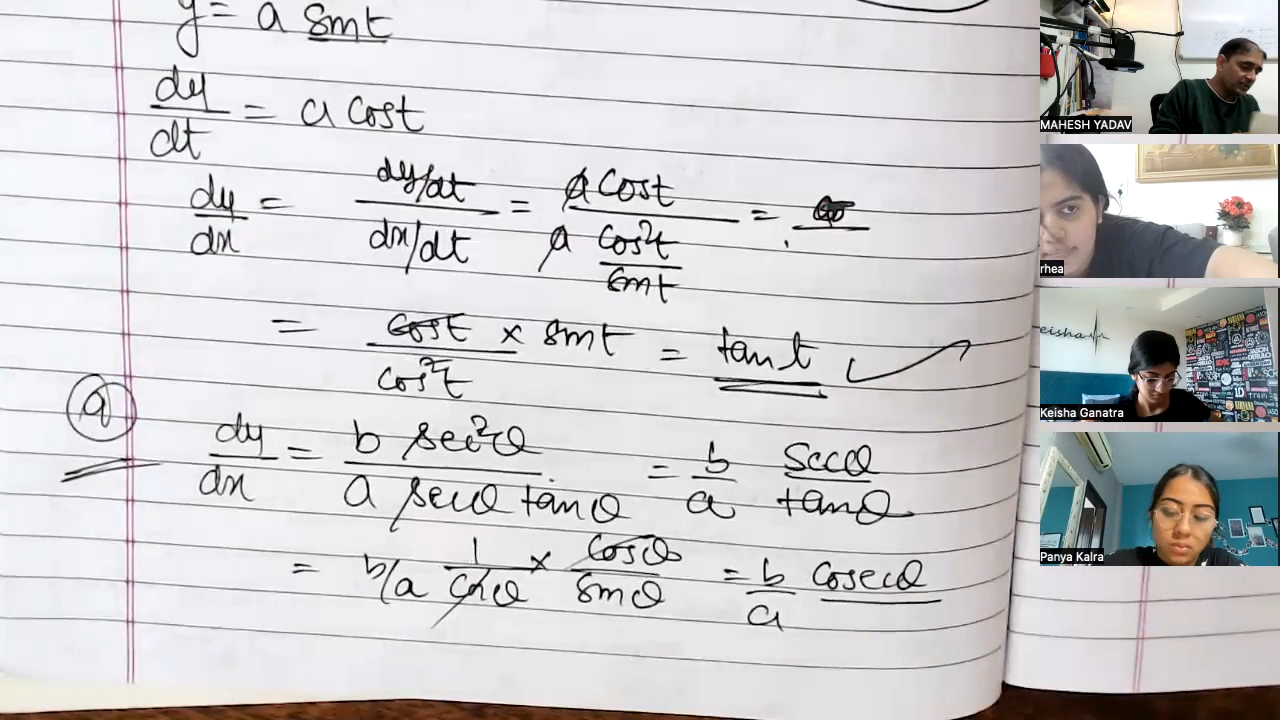 y = a sint
dy/dt = a cost
dy/dx = (dy/dt)/(dx/dt) = a cost / (a cos²t/sint) =
= cost/cos²t × sint = tant
9
dy/dx = b sec²θ / (a secθ tanθ) = b/a secθ/tanθ
= b/a 1/cosθ × cosθ/sinθ = b/a cosecθ
MAHESH YADAV
rhea
Keisha Ganatra
Panya Kalra